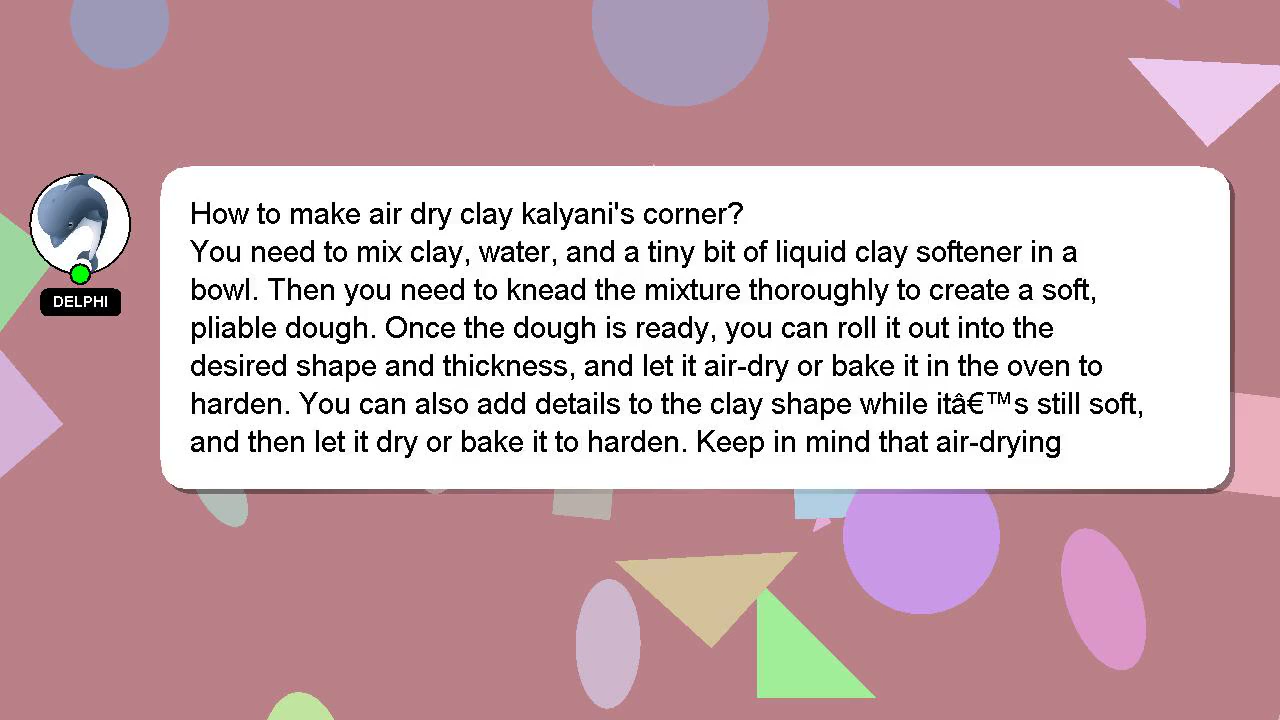 How to make air dry clay kalyani's corner?
You need to mix clay, water, and a tiny bit of liquid clay softener in a
bowl. Then you need to knead the mixture thoroughly to create a soft,
pliable dough. Once the dough is ready, you can roll it out into the
desired shape and thickness, and let it air-dry or bake it in the oven to
harden. You can also add details to the clay shape while itâ€™s still soft,
and then let it dry or bake it to harden. Keep in mind that air-drying
DELPHI